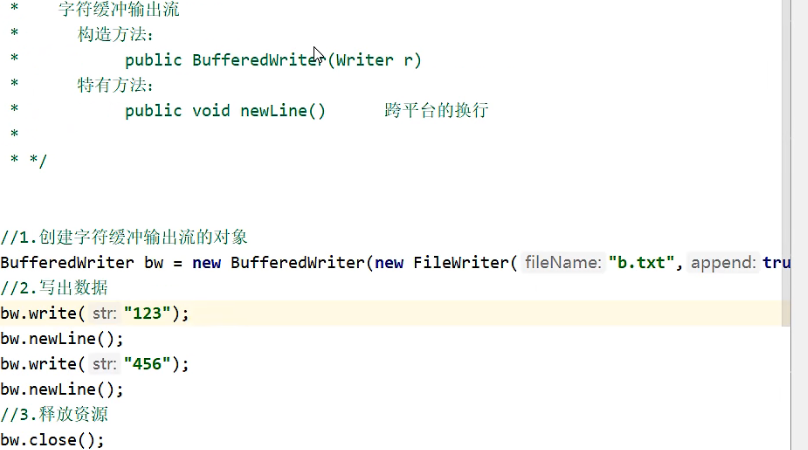 * 字符缓冲输出流
* 构造方法：
* public BufferedWriter(Writer r)
* 特有方法：
* public void newLine() 跨平台的换行
*
* */
//1.创建字符缓冲输出流的对象
BufferedWriter bw = new BufferedWriter(new FileWriter( fileName: "b.txt", append: tru
//2.写出数据
bw.write( str: "123");
bw.newLine();
bw.write( str: "456");
bw.newLine();
//3.释放资源
bw.close();